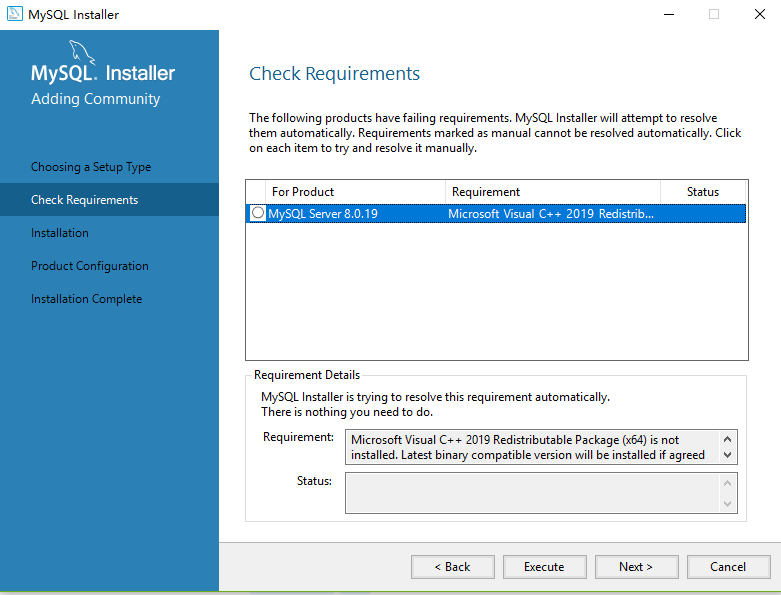 MySQL Installer
MySQL. Installer
Adding Community
Choosing a Setup Type
Check Requirements
Installation
Product Configuration
Installation Complete
Check Requirements
The following products have failing requirements. MySQL Installer will attempt to resolve
them automatically. Requirements marked as manual cannot be resolved automatically. Click
on each item to try and resolve it manually.
For Product Requirement Status
MySQL Server 8.0.19 Microsoft Visual C++ 2019 Redistrib...
Requirement Details
MySQL Installer is trying to resolve this requirement automatically.
There is nothing you need to do.
Requirement: Microsoft Visual C++ 2019 Redistributable Package (x64) is not
installed. Latest binary compatible version will be installed if agreed
Status:
< Back Execute Next > Cancel